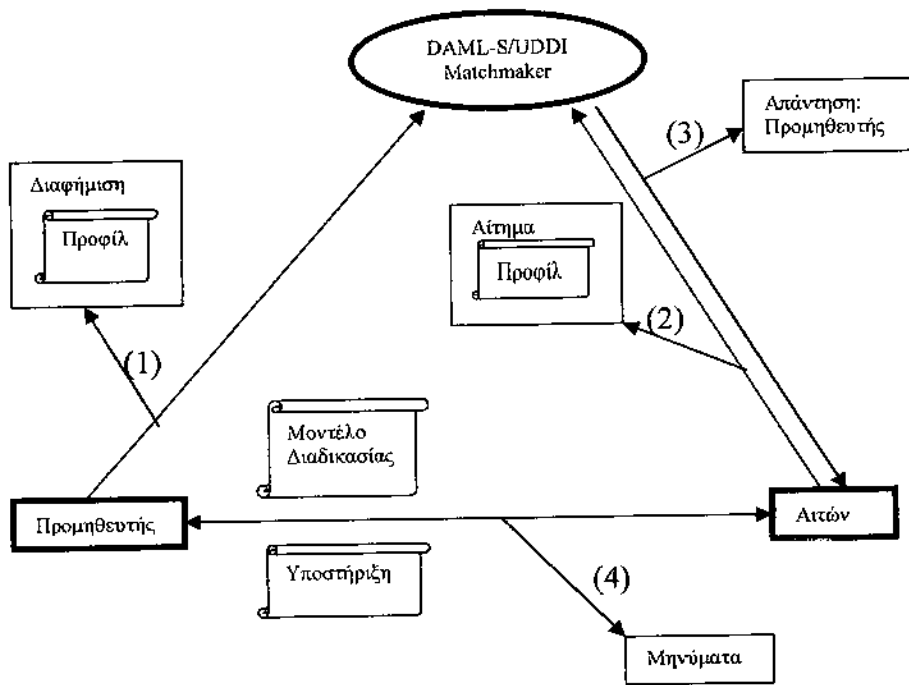 DAML-S/UDDI
Matchmaker
Απάντηση:
Προμηθευτής
(3)
Διαφήμιση
Προφίλ
Αίτημα
Προφίλ
(2)
(1)
Μοντέλο
Διαδικασίας
Προμηθευτής
Αιτών
Υποστήριξη
(4)
Μηνύματα